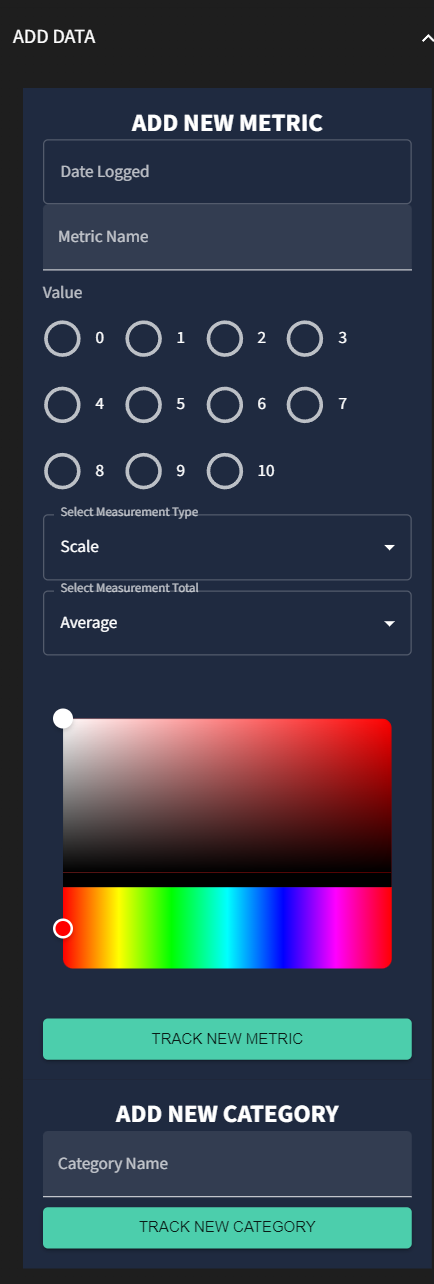 ADD DATA
ADD NEW METRIC
Date Logged
Metric Name
Value
0 1 2 3
4 5 6 7
8 9 10
Select Measurement Type
Scale
Select Measurement Total
Average
TRACK NEW METRIC
ADD NEW CATEGORY
Category Name
TRACK NEW CATEGORY